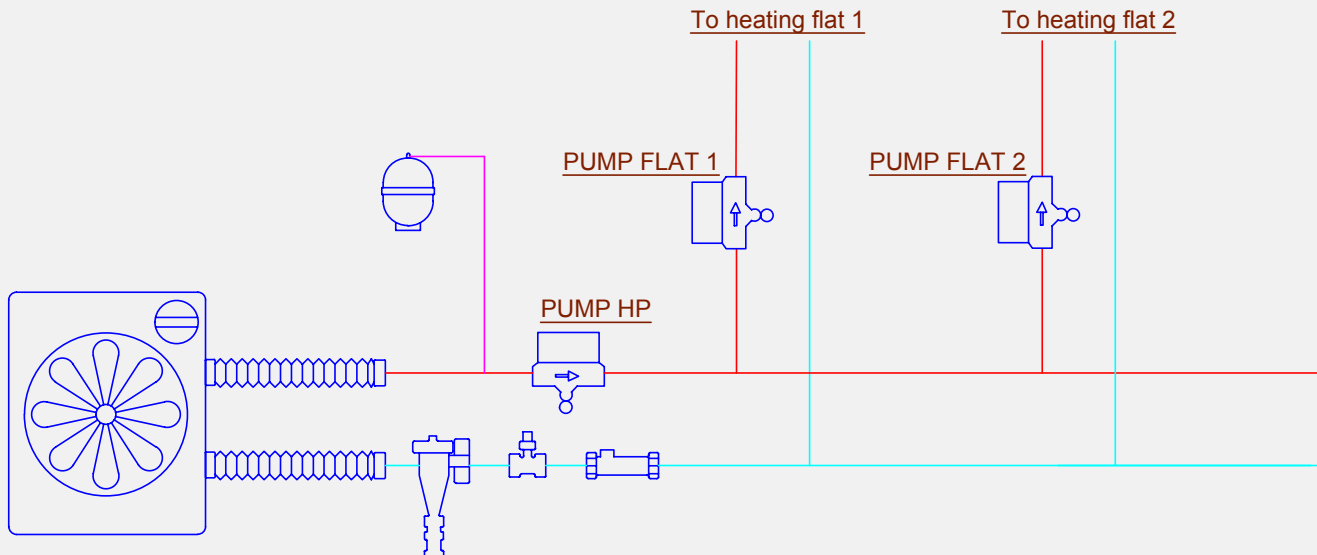 To heating flat 1
To heating flat 2
PUMP FLAT 1
PUMP FLAT 2
PUMP HP